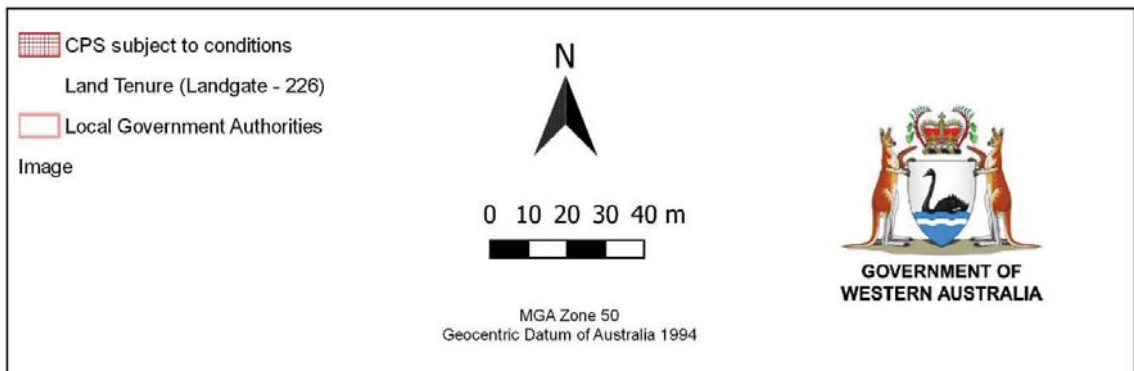 CPS subject to conditions
Land Tenure (Landgate - 226)
Local Government Authorities
Image
N
0 10 20 30 40 m
MGA Zone 50
Geocentric Datum of Australia 1994
GOVERNMENT OF
WESTERN AUSTRALIA